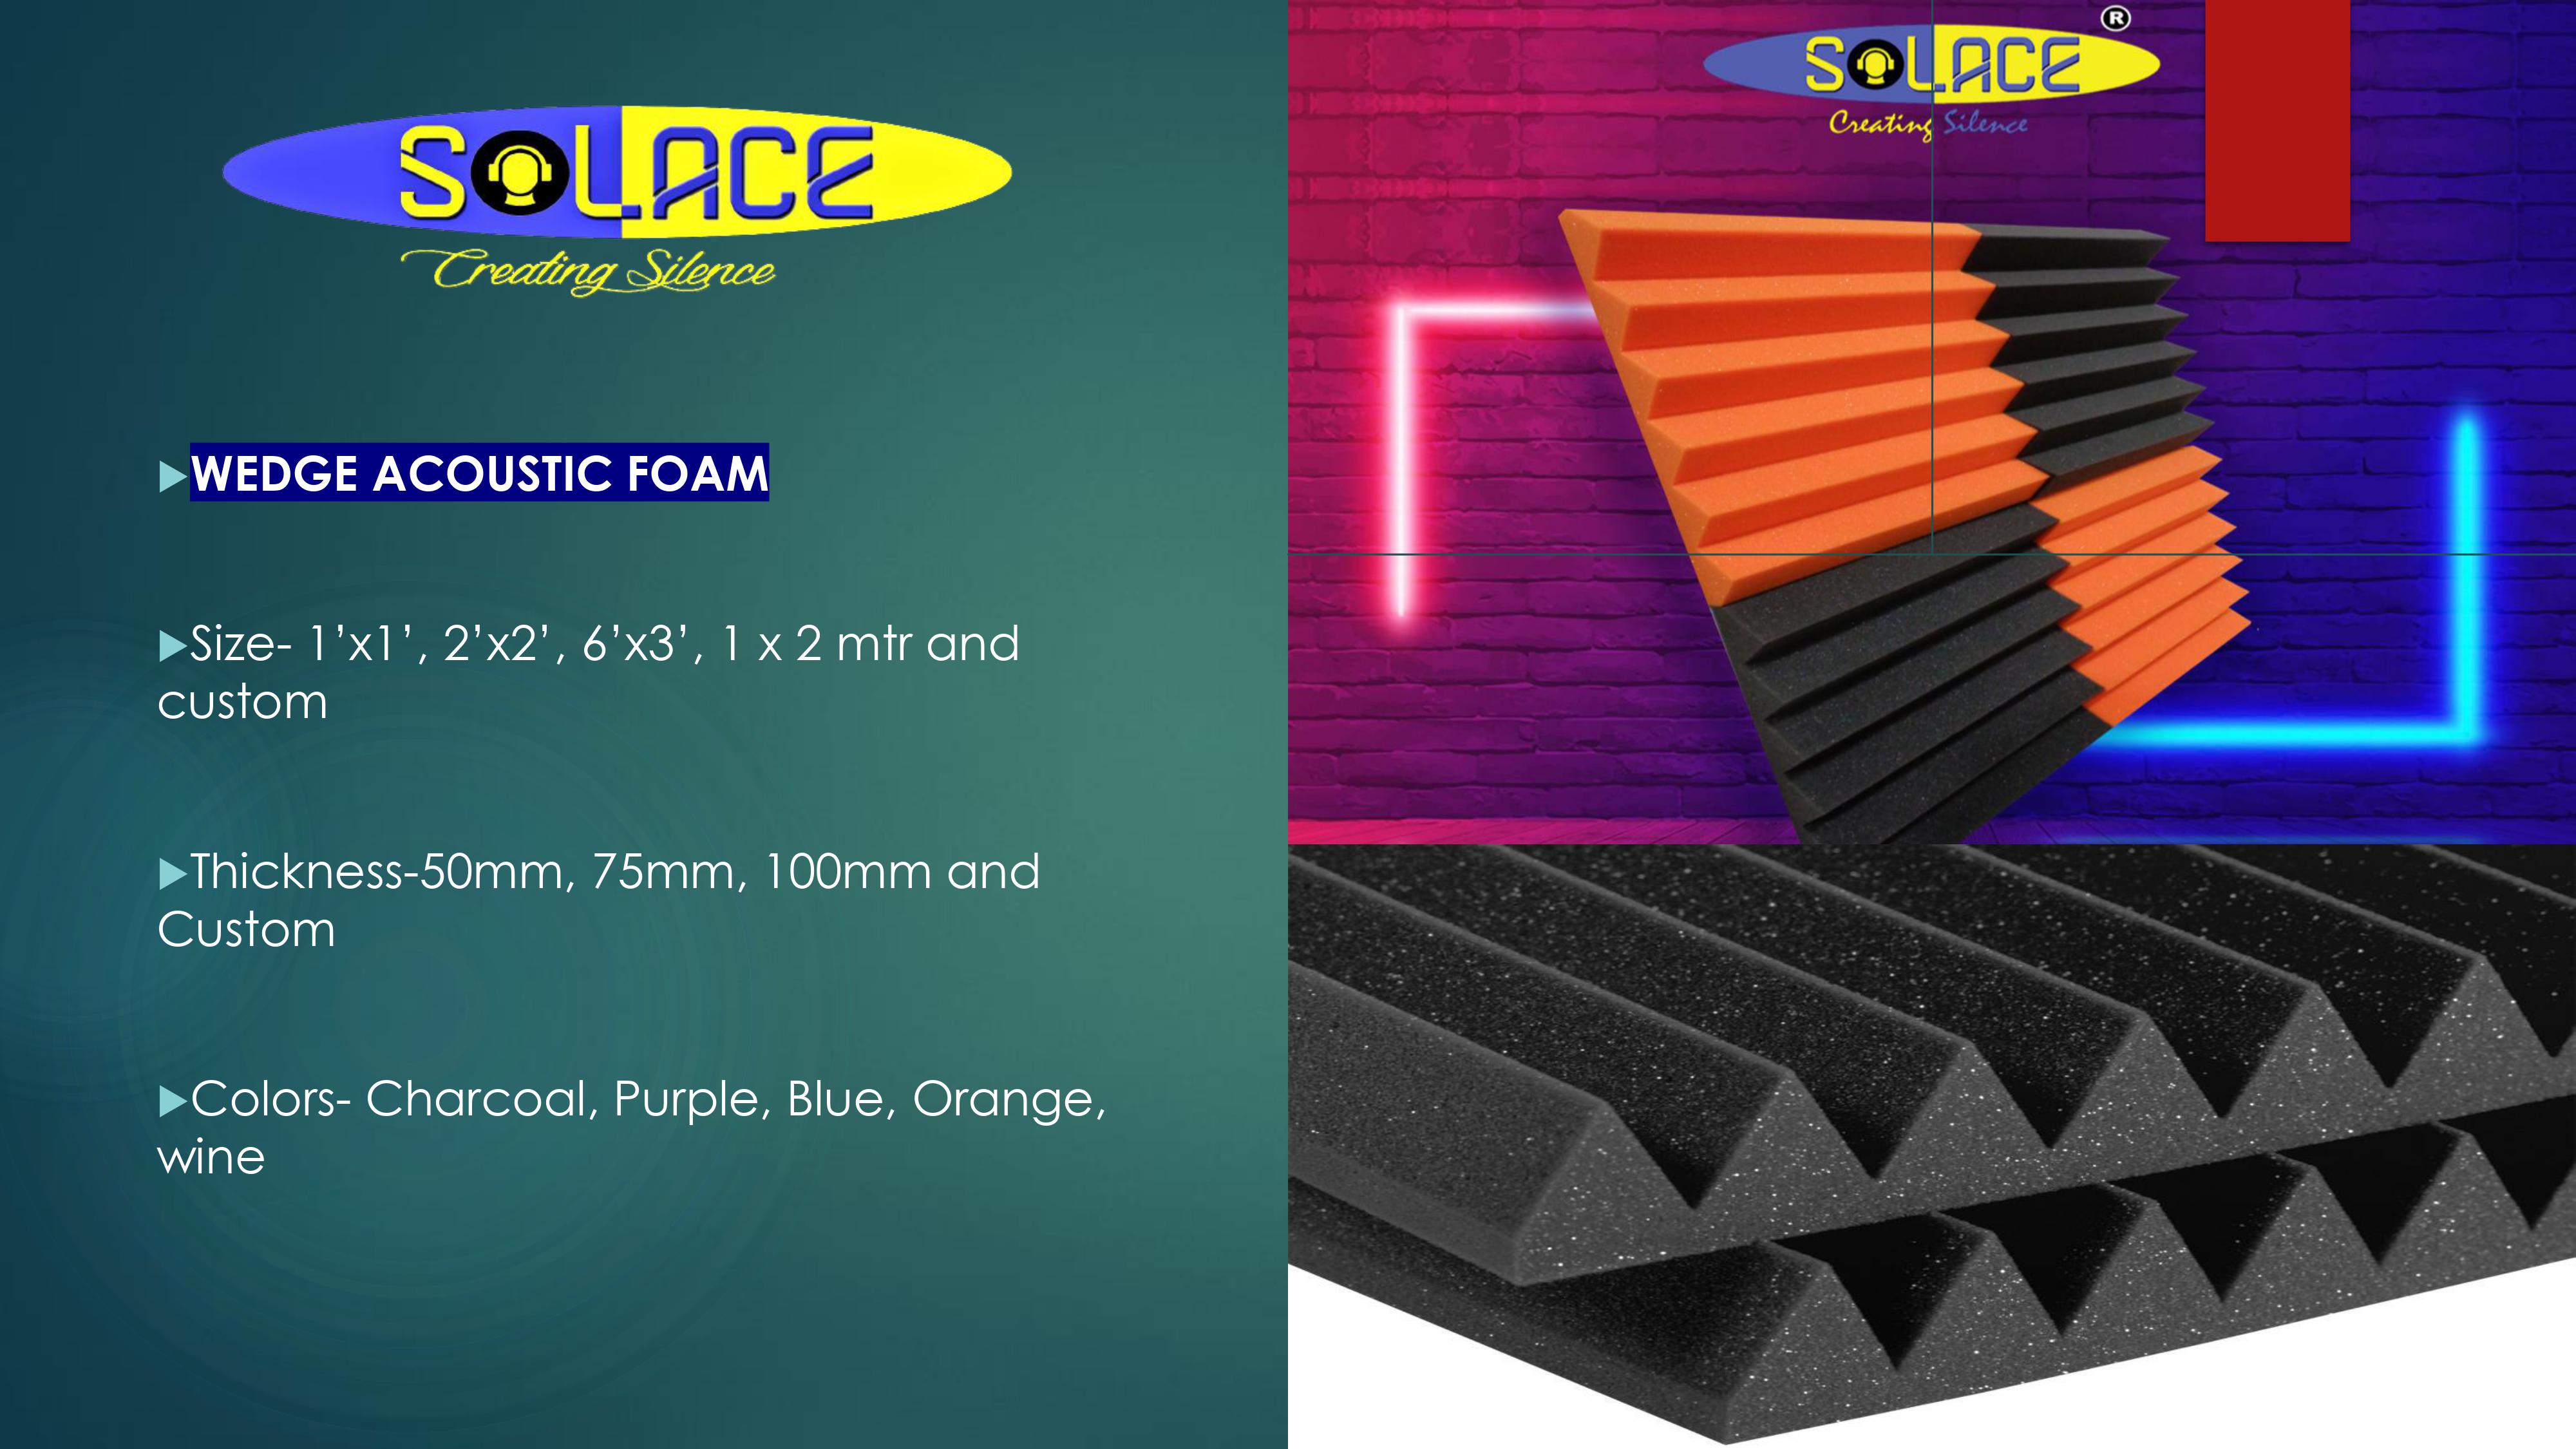 SOLACE
Creating Silence
WEDGE ACOUSTIC FOAM
Size- 1’x1’, 2’x2’, 6’x3’, 1 x 2 mtr and
custom
Thickness-50mm, 75mm, 100mm and
Custom
Colors- Charcoal, Purple, Blue, Orange,
wine
SOLACE ®
Creating Silence